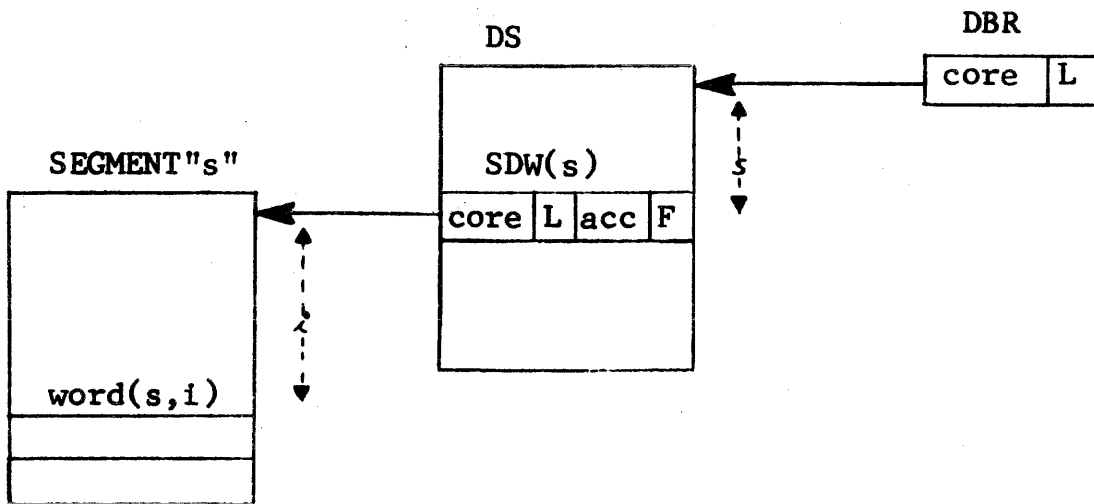 DS
DBR
core L
SEGMENT"s"
SDW(s)
s
core L acc F
i
word(s,i)